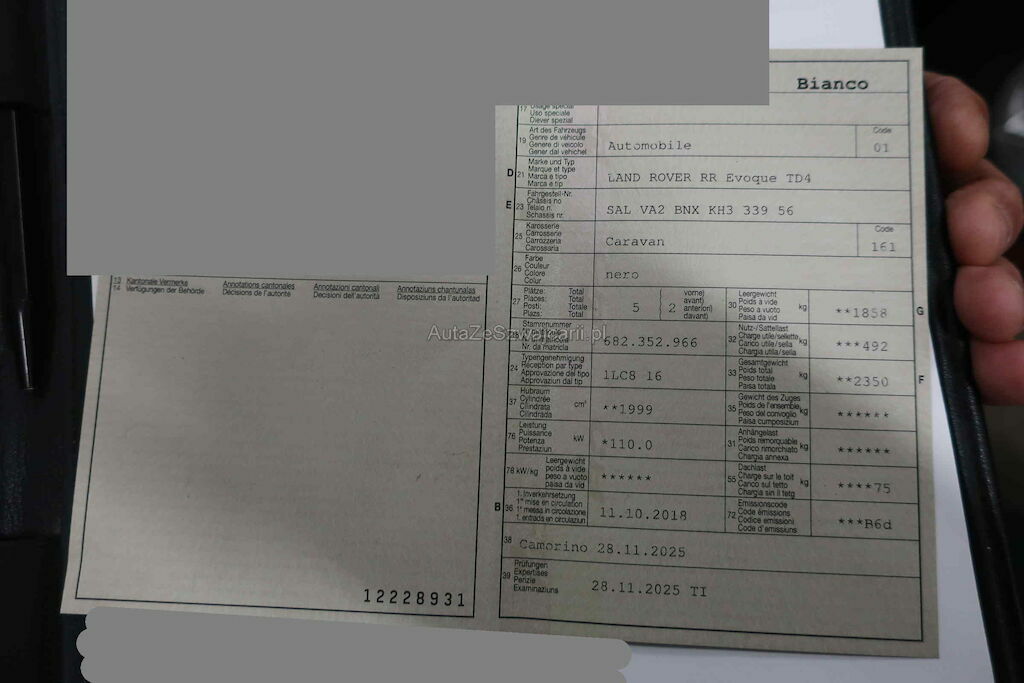 Bianco
17 Usage spécial
Uso speciale
Diever spezial
19 Art des Fahrzeugs
Genre de véhicule
Genere di veicolo
Gener dal vehichel
Automobile
Code
01
D 21 Marke und Typ
Marque et type
Marca e tipo
Marca e tip
LAND ROVER RR Evoque TD4
E 23 Fahrgestell-Nr.
Châssis no
Telaio n.
Schassis nr.
SAL VA2 BNX KH3 339 56
25 Karosserie
Carrosserie
Carrozzeria
Carossaria
Caravan
Code
161
26 Farbe
Couleur
Colore
Colur
nero
13 Kantonale Vermerke Annotations cantonales Annotazioni cantonali Annotaziuns chantunalas
14 Verfügungen der Behörde Décisions de l'autorité Decisioni dell'autorità Disposiziuns da l'autoritad
27 Plätze: Total
Places: Total
Posti: Totale
Plazs: Total
5 2
vorne)
avant)
anteriori)
davant)
30 Leergewicht
Poids à vide
Peso a vuoto
Paisa da vid
kg
**1858 G
Stammnummer
Nr. da matricla
682.352.966
32 Nutz-/Sattellast
Charge utile/sellette
Carico utile/sella
Chargia utila/sella
kg
***492
24 Typengenehmigung
Réception par type
Approvazione del tipo
Approvaziun dal tip
1LC8 16
33 Gesamtgewicht
Poids total
Peso totale
Paisa totala
kg
**2350 F
37 Hubraum
Cylindrée
Cilindrata
Cilindrada
cm³
**1999
35 Gewicht des Zuges
Poids de l'ensemble
Peso del convoglio
Paisa cumposiziun
kg
******
76 Leistung
Puissance
Potenza
Prestaziun
kW
*110.0
31 Anhängelast
Poids remorquable
Carico rimorchiato
Chargia annexa
kg
******
78 kW/kg
Leergewicht
poids à vide
peso a vuoto
paisa da vid
******
55 Dachlast
Charge sur le toit
Carico sul tetto
Chargia sin il tetg
kg
****75
B 36 1. Inverkehrsetzung
1re mise en circulation
1a messa in circolazione
1. entrada en circulaziun
11.10.2018
72 Emissionscode
Code émissions
Codice emissioni
Code d'emissiuns
***B6d
38 Camorino 28.11.2025
39 Prüfungen
Expertises
Perizie
Examinaziuns
28.11.2025 TI
12228931
AutaZeSzwajcarii.pl